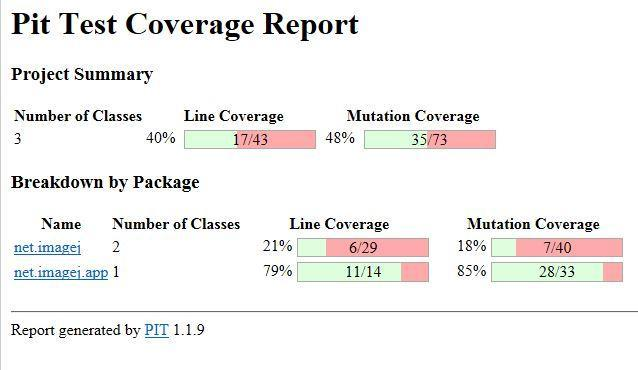 Pit Test Coverage Report
Project Summary
Number of Classes Line Coverage Mutation Coverage
3 40% 17/43 48% 35/73
Breakdown by Package
Name Number of Classes Line Coverage Mutation Coverage
net.imagej 2 21% 6/29 18% 7/40
net.imagej.app 1 79% 11/14 85% 28/33
Report generated by PIT 1.1.9